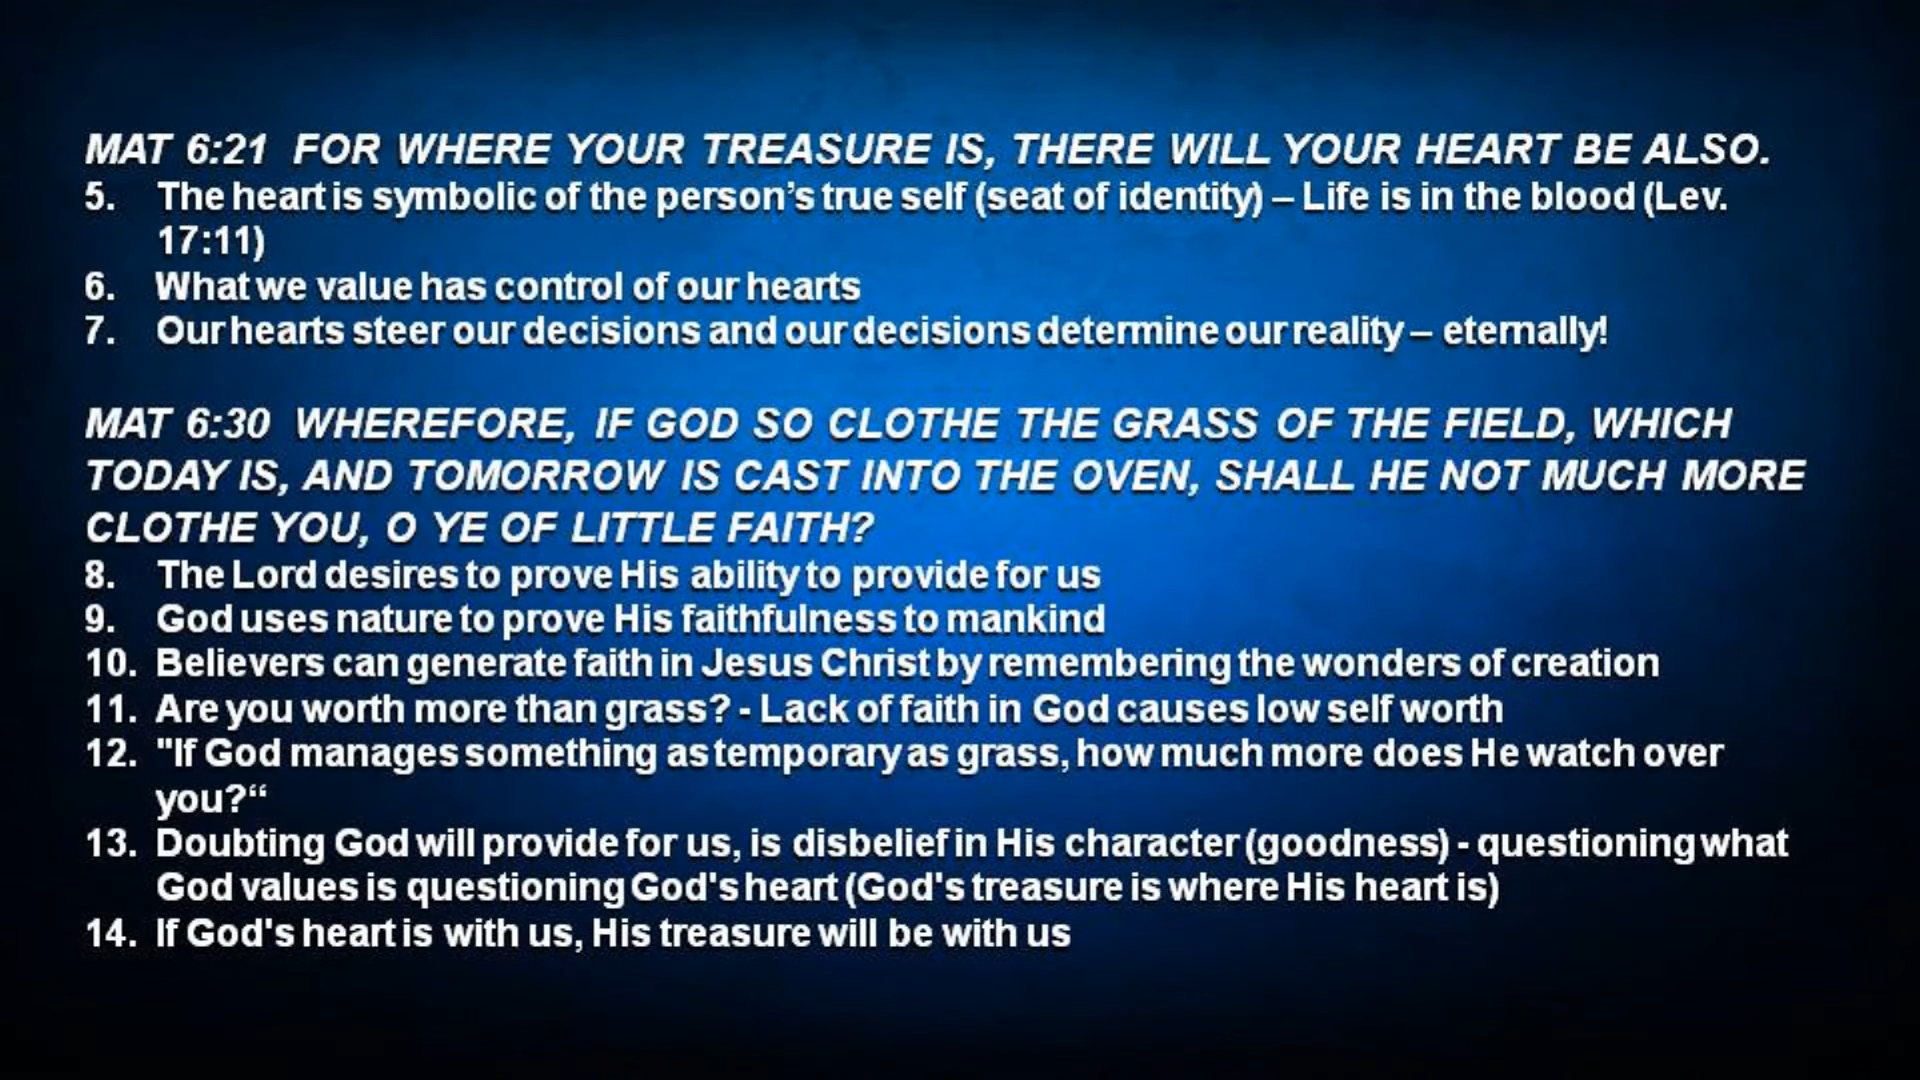 MAT 6:21 FOR WHERE YOUR TREASURE IS, THERE WILL YOUR HEART BE ALSO.
5. The heart is symbolic of the person’s true self (seat of identity) – Life is in the blood (Lev.
17:11)
6. What we value has control of our hearts
7. Our hearts steer our decisions and our decisions determine our reality – eternally!
MAT 6:30 WHEREFORE, IF GOD SO CLOTHE THE GRASS OF THE FIELD, WHICH
TODAY IS, AND TOMORROW IS CAST INTO THE OVEN, SHALL HE NOT MUCH MORE
CLOTHE YOU, O YE OF LITTLE FAITH?
8. The Lord desires to prove His ability to provide for us
9. God uses nature to prove His faithfulness to mankind
10. Believers can generate faith in Jesus Christ by remembering the wonders of creation
11. Are you worth more than grass? - Lack of faith in God causes low self worth
12. "If God manages something as temporary as grass, how much more does He watch over
you?“
13. Doubting God will provide for us, is disbelief in His character (goodness) - questioning what
God values is questioning God's heart (God's treasure is where His heart is)
14. If God's heart is with us, His treasure will be with us